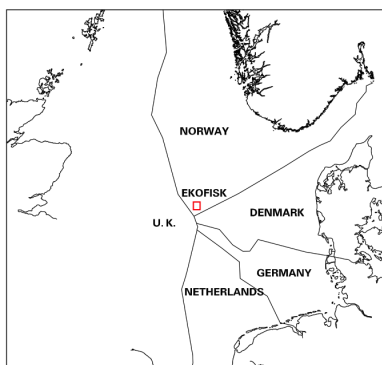 NORWAY
EKOFISK
U. K.
DENMARK
GERMANY
NETHERLANDS